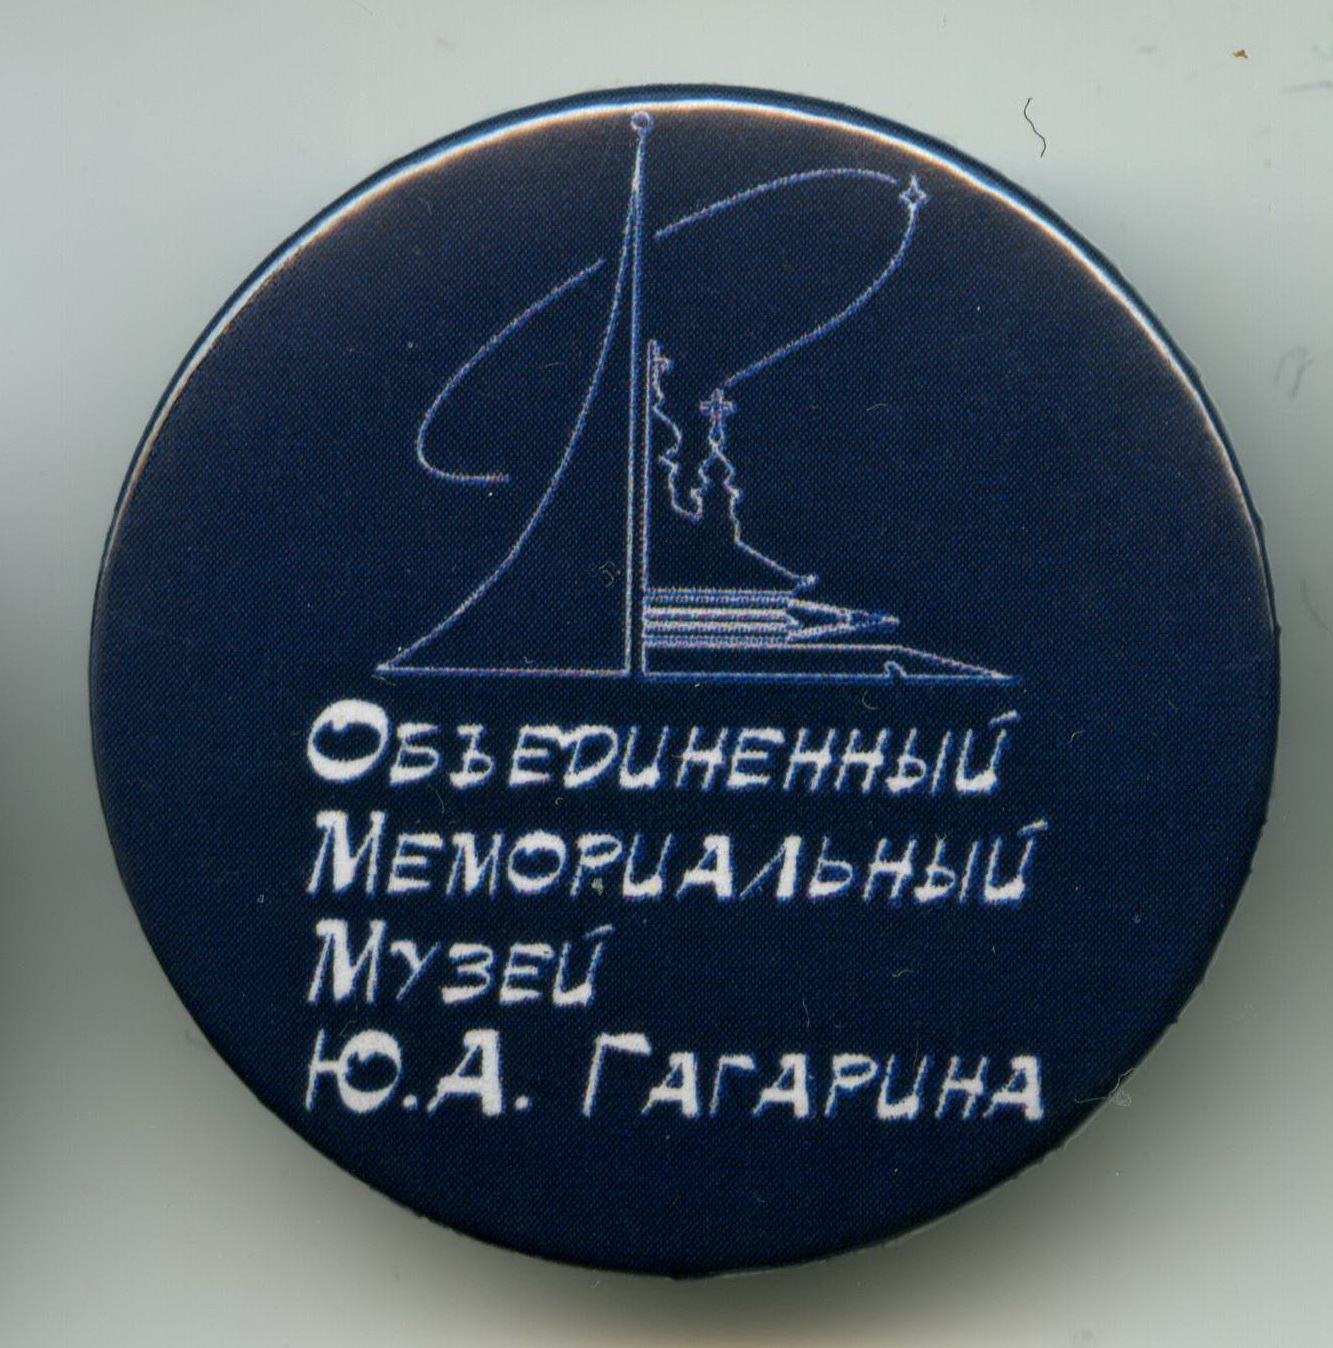 Объединенный
Мемориальный
Музей
Ю.А. Гагарина